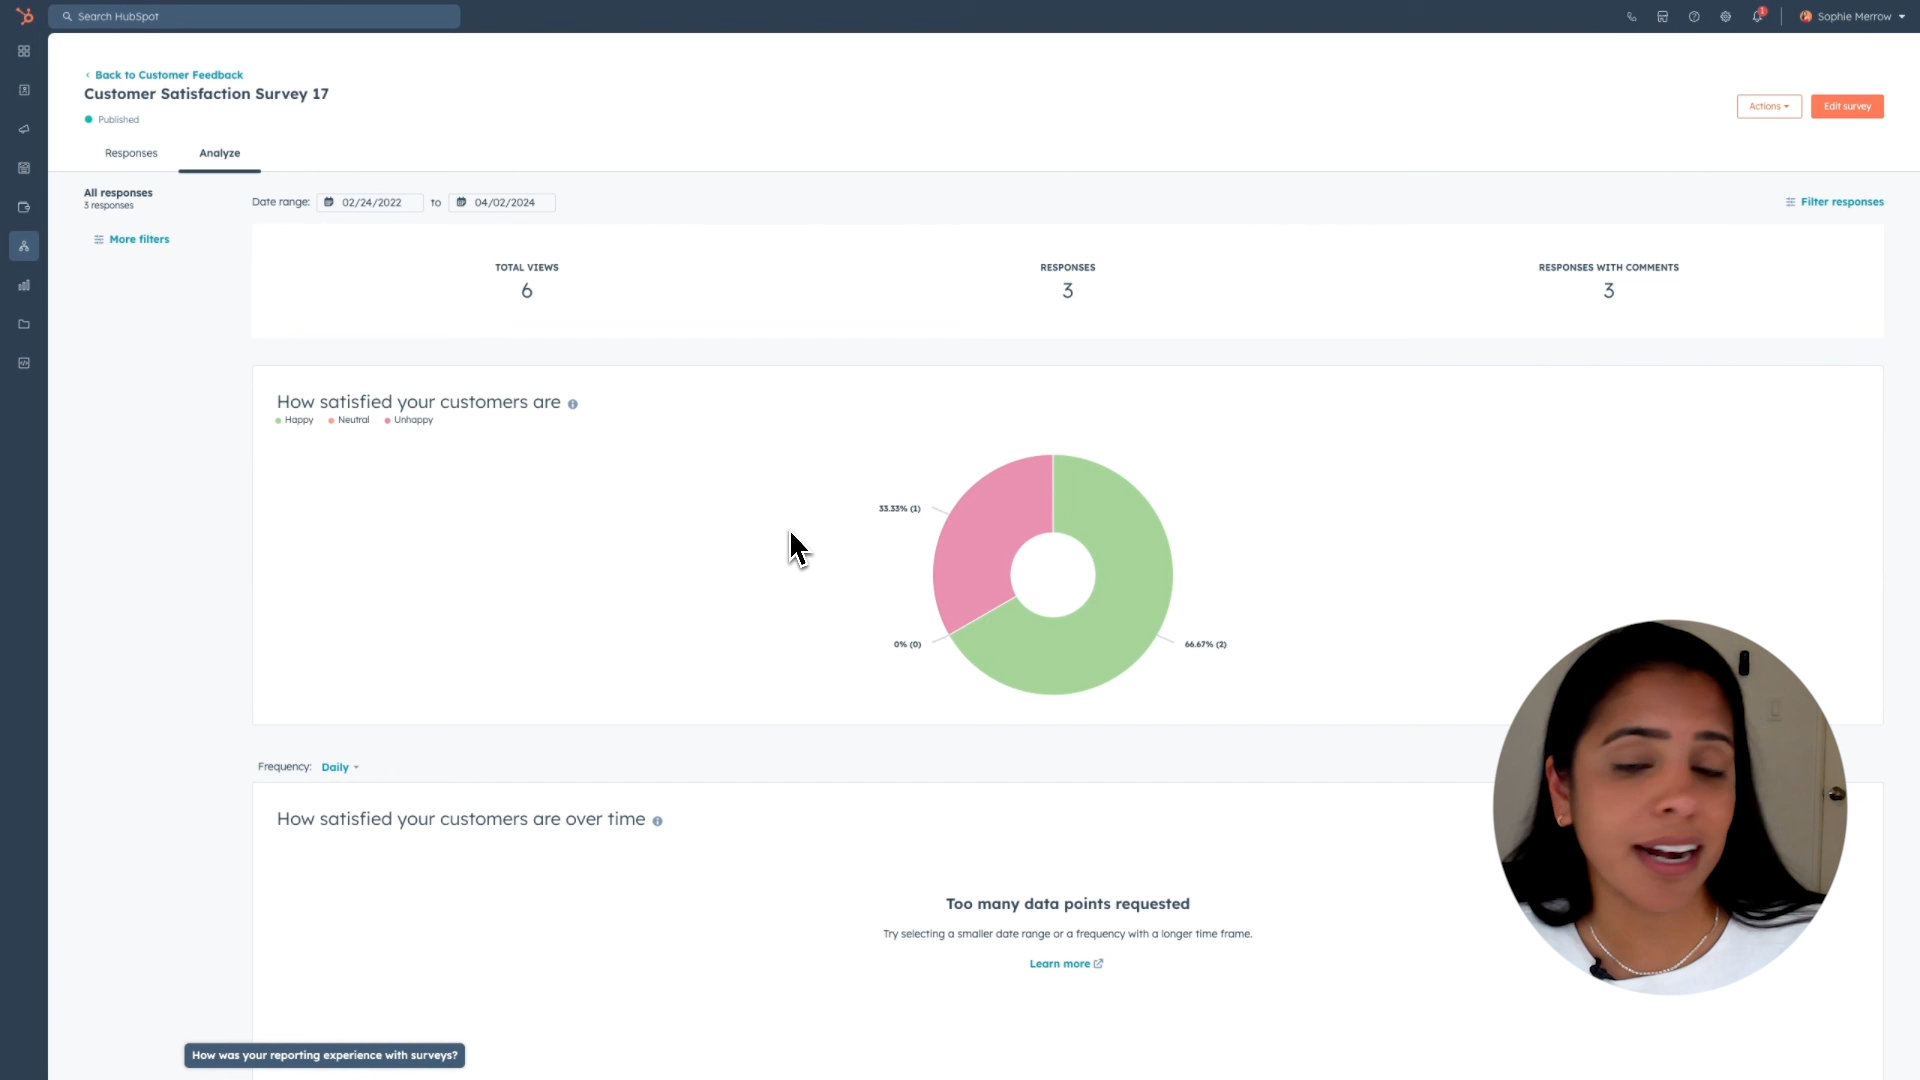 Search HubSpot
1
Sophie Merrow
Back to Customer Feedback
Customer Satisfaction Survey 17
Published
Actions
Edit survey
Responses
Analyze
All responses
3 responses
More filters
Date range: 02/24/2022 to 04/02/2024
Filter responses
TOTAL VIEWS
6
RESPONSES
3
RESPONSES WITH COMMENTS
3
How satisfied your customers are
Happy Neutral Unhappy
33.33% (1)
0% (0)
66.67% (2)
Frequency: Daily
How satisfied your customers are over time
Too many data points requested
Try selecting a smaller date range or a frequency with a longer time frame.
Learn more
How was your reporting experience with surveys?